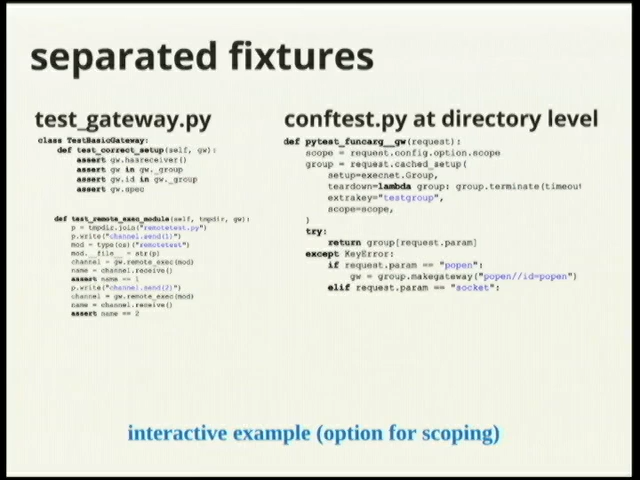 separated fixtures
test_gateway.py
class TestBasicGateway:
def test_correct_setup(self, gw):
assert gw.hasreceiver()
assert gw in gw._group
assert gw.id in gw._group
assert gw.spec
def test_remote_exec_module(self, tmpdir, gw):
p = tmpdir.join("remotetest.py")
p.write("channel.send(1)")
mod = type(os)("remotetest")
mod.__file__ = str(p)
channel = gw.remote_exec(mod)
name = channel.receive()
assert name == 1
p.write("channel.send(2)")
channel = gw.remote_exec(mod)
name = channel.receive()
assert name == 2
conftest.py at directory level
def pytest_funcarg__gw(request):
scope = request.config.option.scope
group = request.cached_setup(
setup=execnet.Group,
teardown=lambda group: group.terminate(timeout
extrakey="testgroup",
scope=scope,
)
try:
return group[request.param]
except KeyError:
if request.param == "popen":
gw = group.makegateway("popen//id=popen")
elif request.param == "socket":
interactive example (option for scoping)